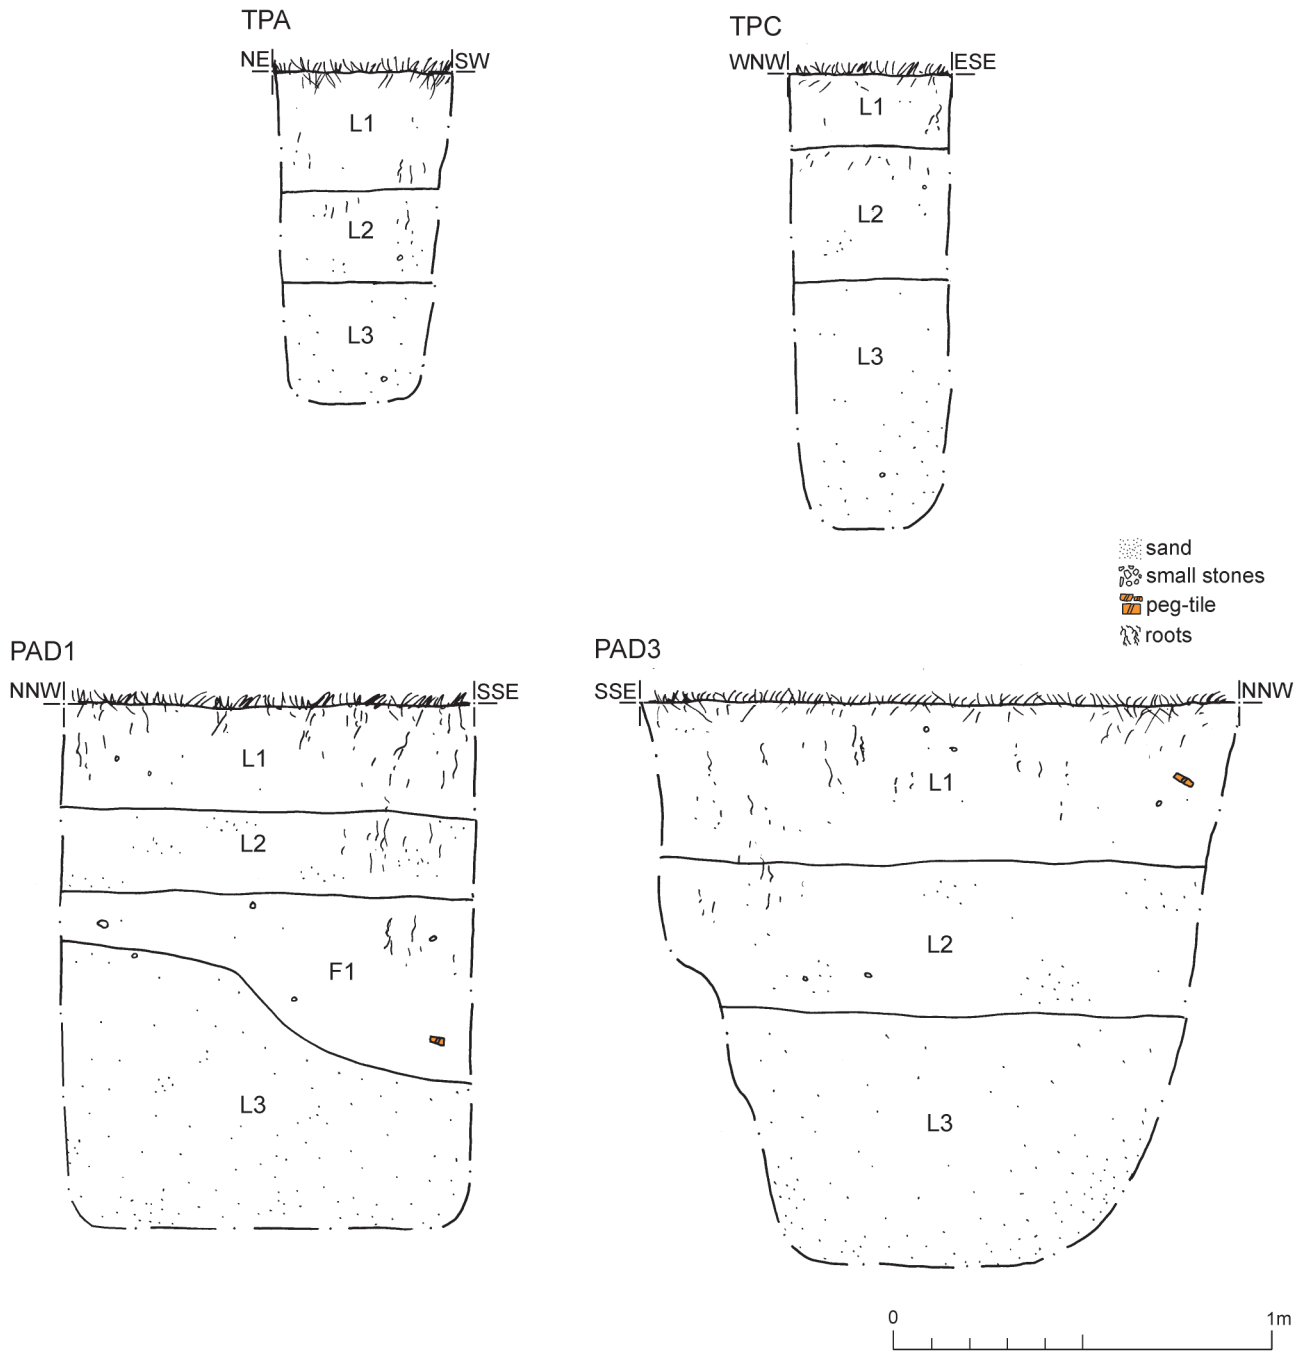 TPA
NE SW
L1
L2
L3
TPC
WNW ESE
L1
L2
L3
sand
small stones
peg-tile
roots
PAD1
NNW SSE
L1
L2
F1
L3
PAD3
SSE NNW
L1
L2
L3
0 1m